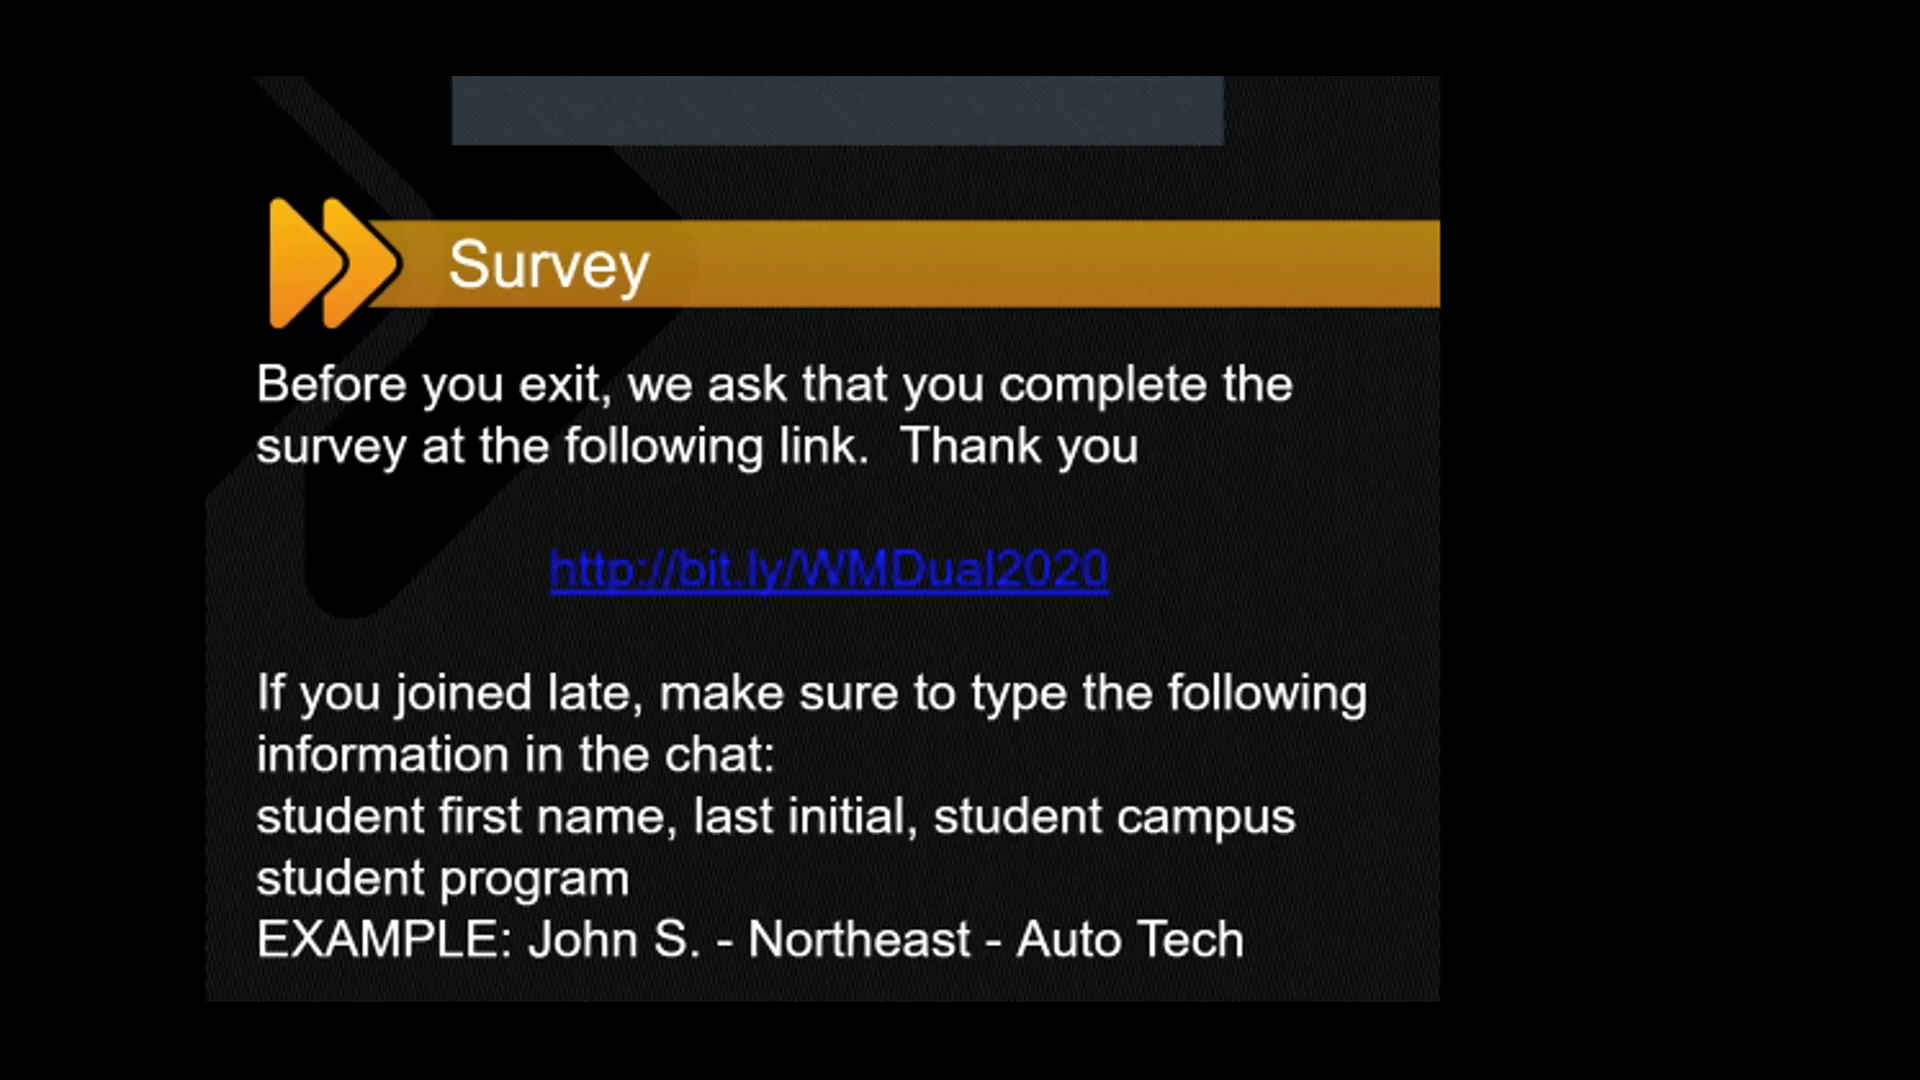 Survey
Before you exit, we ask that you complete the
survey at the following link.  Thank you
http://bit.ly/WMDual2020
If you joined late, make sure to type the following
information in the chat:
student first name, last initial, student campus
student program
EXAMPLE: John S. - Northeast - Auto Tech